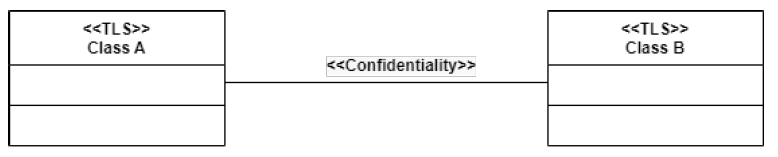 <<TLS>>
Class A
<<Confidentiality>>
<<TLS>>
Class B